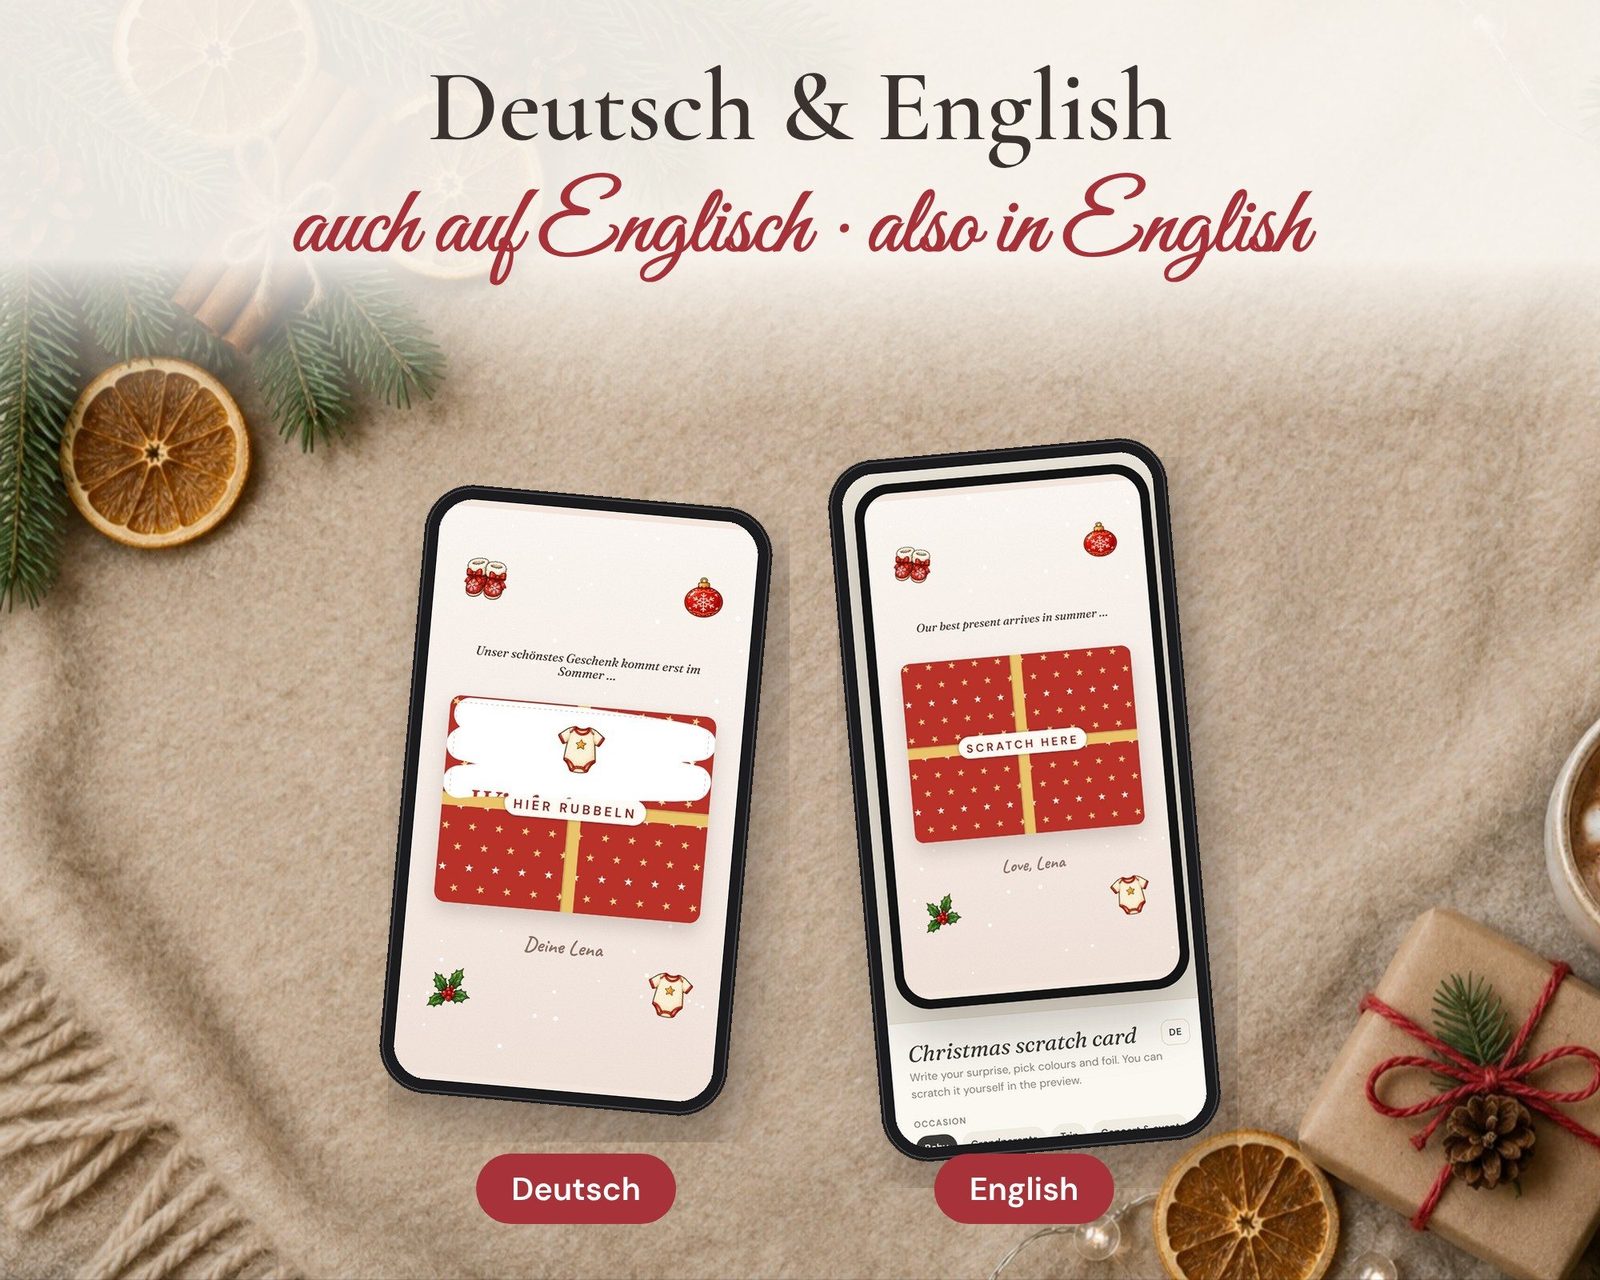 Deutsch & English
auch auf Englisch · also in English
Unser schönstes Geschenk kommt erst im
Sommer ...
HIER RUBBELN
Deine Lena
Deutsch
Our best present arrives in summer ...
SCRATCH HERE
Love, Lena
Christmas scratch card
DE
Write your surprise, pick colours and foil. You can
scratch it yourself in the preview.
OCCASION
English